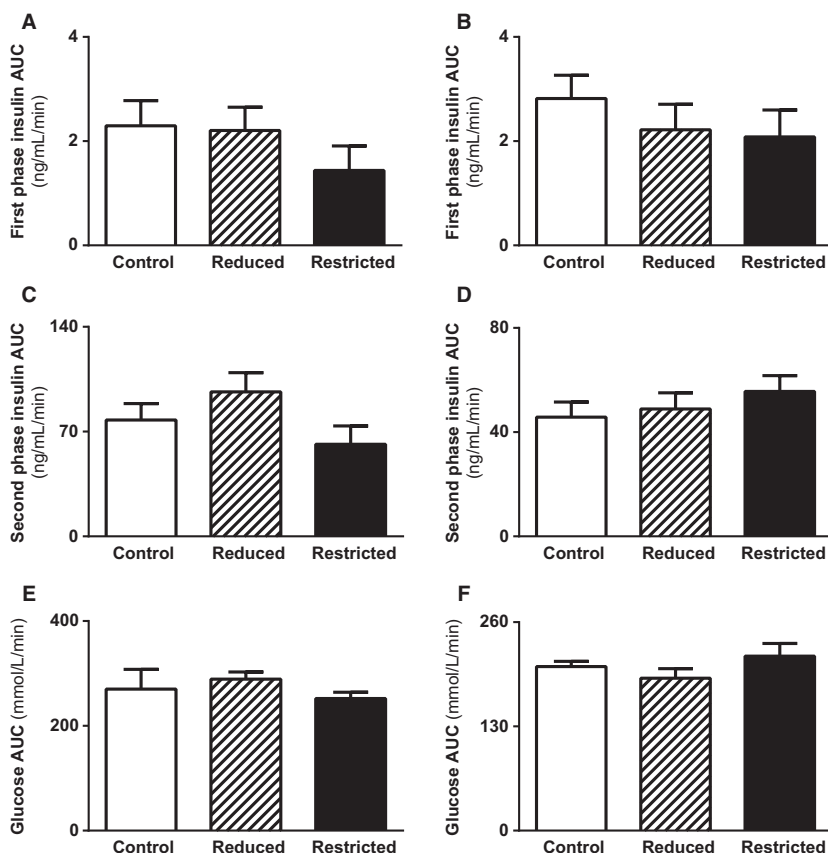 A
First phase insulin AUC
(ng/mL/min)
4
2
0
Control Reduced Restricted
B
First phase insulin AUC
(ng/mL/min)
4
2
0
Control Reduced Restricted
C
Second phase insulin AUC
(ng/mL/min)
140
70
0
Control Reduced Restricted
D
Second phase insulin AUC
(ng/mL/min)
80
40
0
Control Reduced Restricted
E
Glucose AUC (mmol/L/min)
400
200
0
Control Reduced Restricted
F
Glucose AUC (mmol/L/min)
260
130
0
Control Reduced Restricted